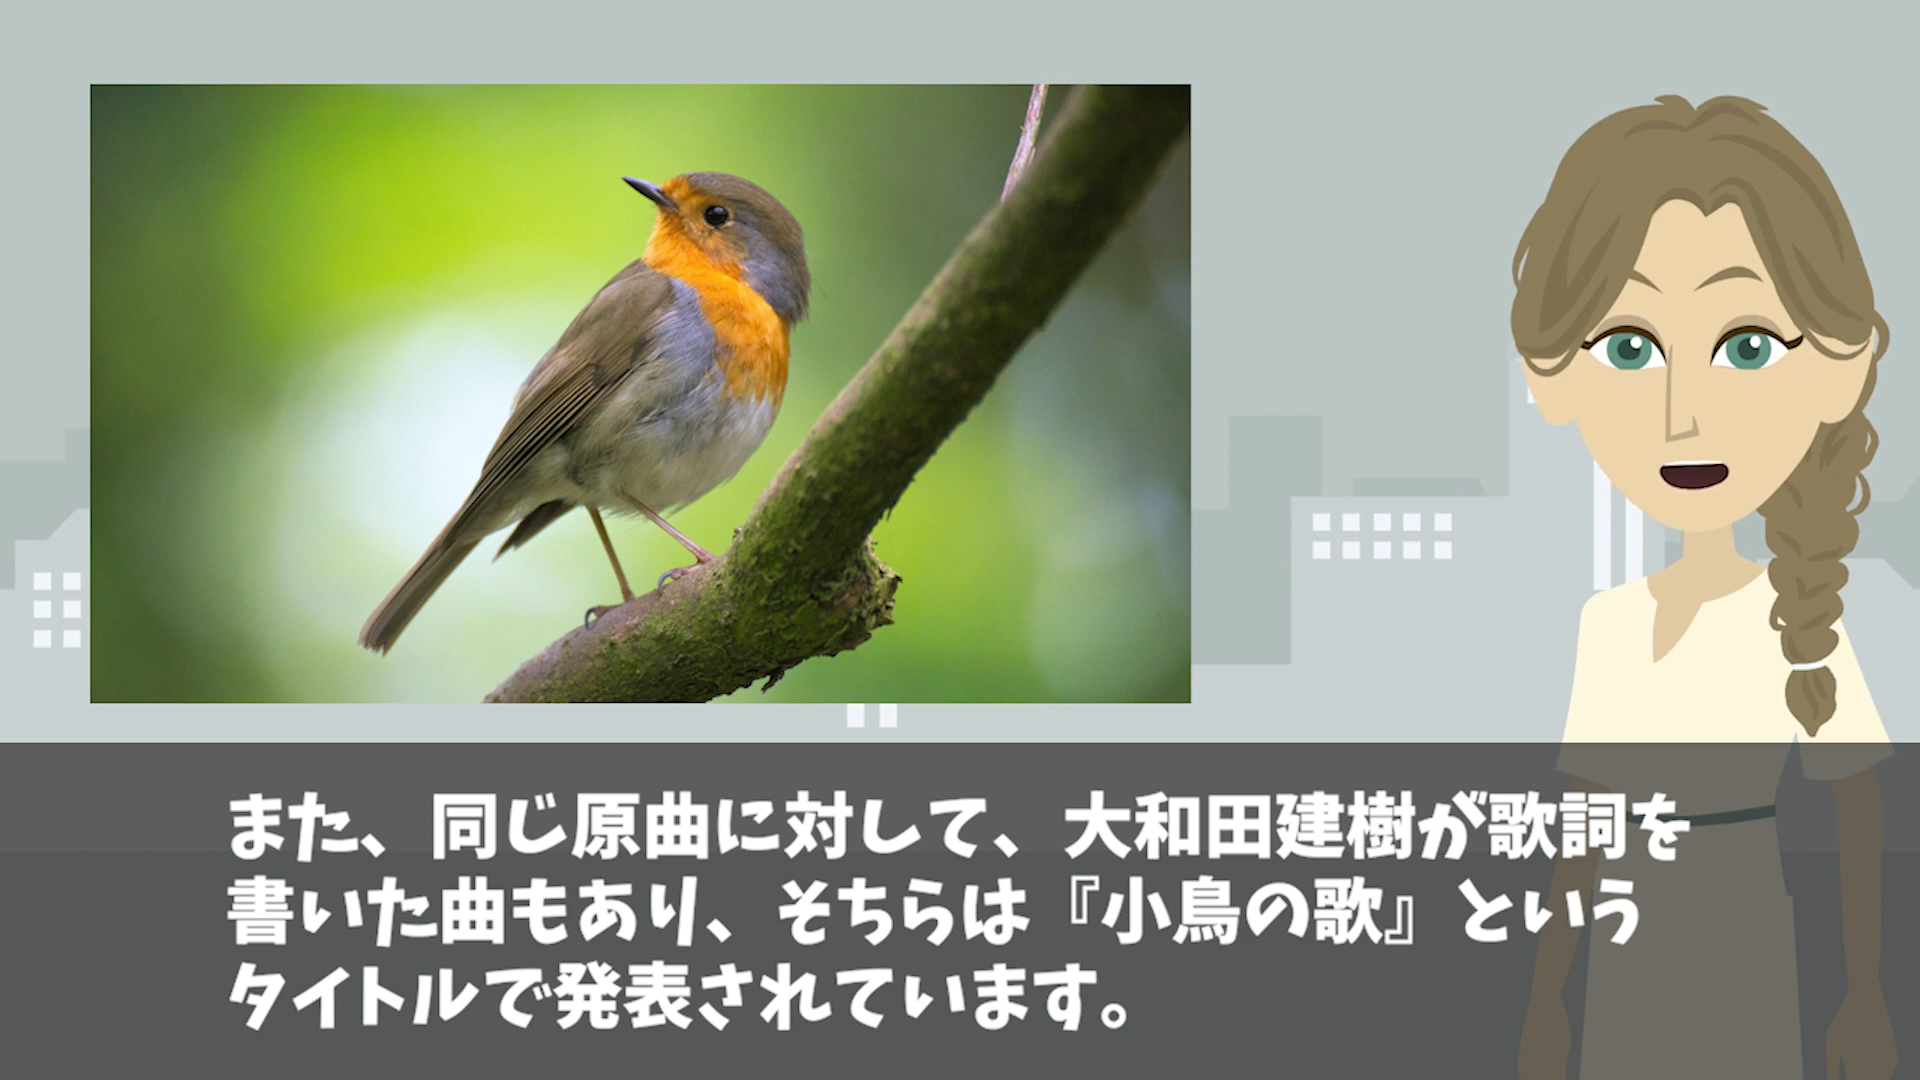 また、同じ原曲に対して、大和田建樹が歌詞を
書いた曲もあり、そちらは『小鳥の歌』という
タイトルで発表されています。